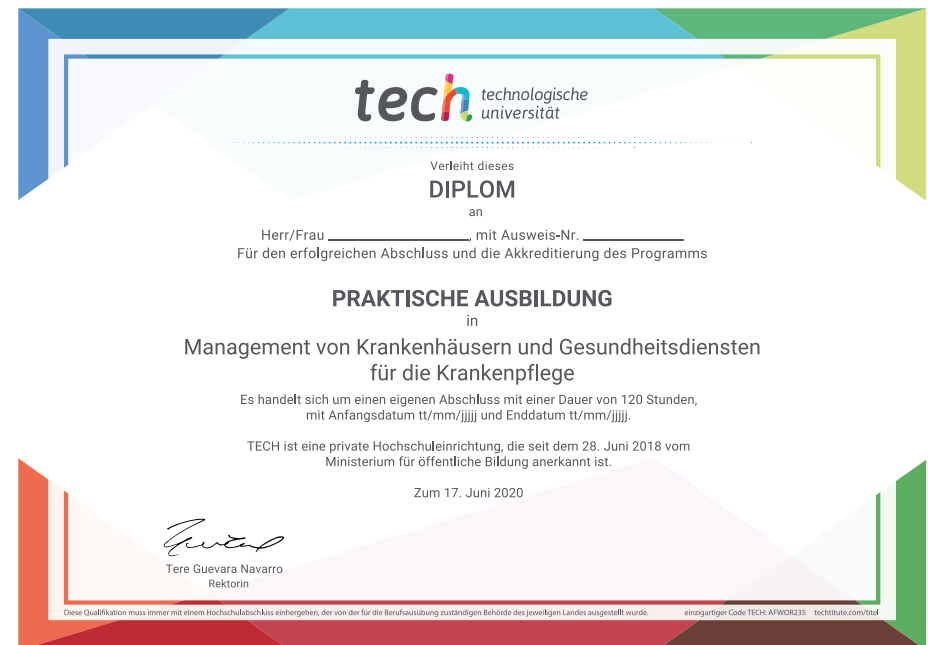 tech technologische
universität
Verleiht dieses
DIPLOM
an
Herr/Frau ________________, mit Ausweis-Nr. ____________
Für den erfolgreichen Abschluss und die Akkreditierung des Programms
PRAKTISCHE AUSBILDUNG
in
Management von Krankenhäusern und Gesundheitsdiensten
für die Krankenpflege
Es handelt sich um einen eigenen Abschluss mit einer Dauer von 120 Stunden,
mit Anfangsdatum tt/mm/jjjjj und Enddatum tt/mm/jjjjj.
TECH ist eine private Hochschuleinrichtung, die seit dem 28. Juni 2018 vom
Ministerium für öffentliche Bildung anerkannt ist.
Zum 17. Juni 2020
Tere Guevara Navarro
Rektorin
Diese Qualifikation muss immer mit einem Hochschulabschluss einhergehen, der von der für die Berufsausübung zuständigen Behörde des jeweiligen Landes ausgestellt wurde. einzigartiger Code TECH: AFWOR23S techtitute.com/titel